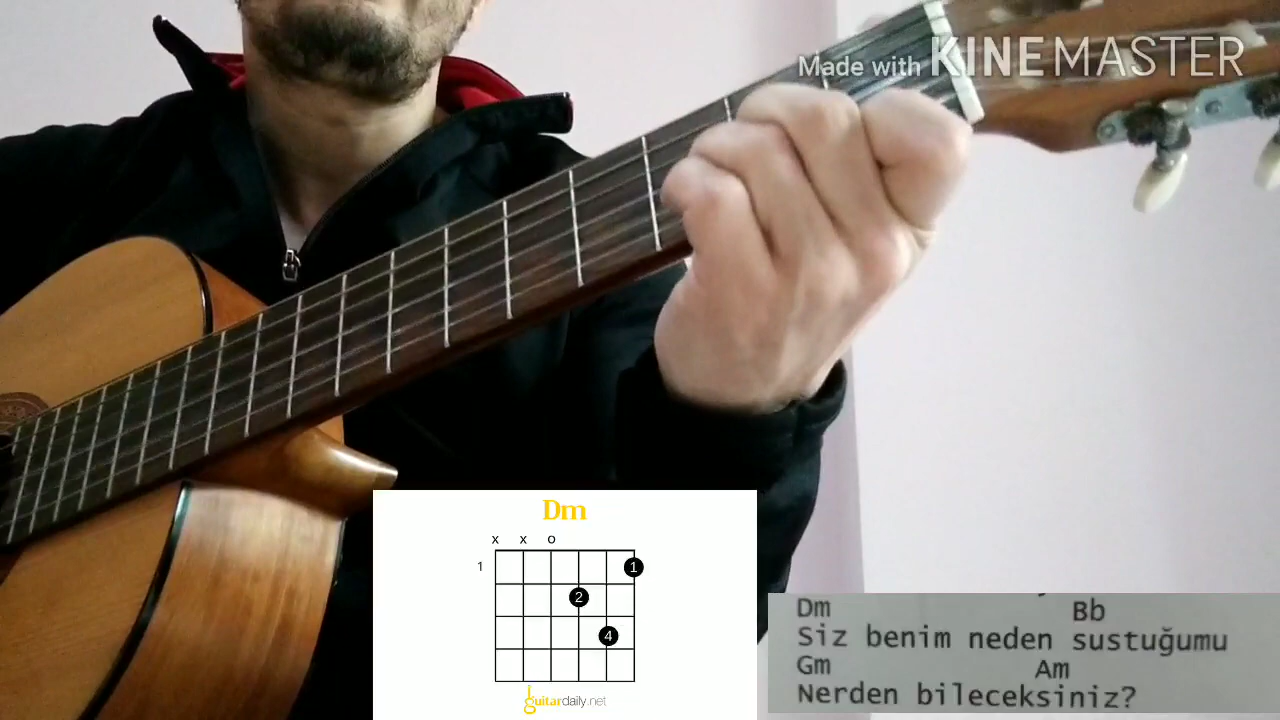 Made with KINEMASTER
Dm
x x o
1
1
2
4
guitardaily.net
Dm Bb
Siz benim neden sustuğumu
Gm Am
Nerden bileceksiniz?